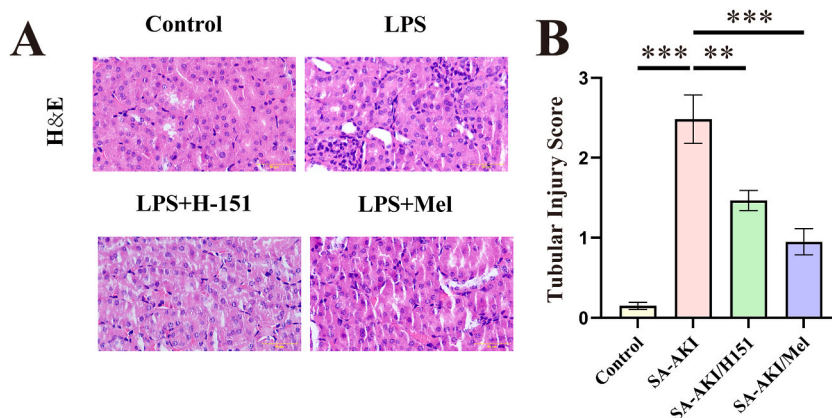 A
Control
LPS
H&E
LPS+H-151
LPS+Mel
B
***
*** **
Tubular Injury Score
3
2
1
0
Control
SA-AKI
SA-AKI/H151
SA-AKI/Mel